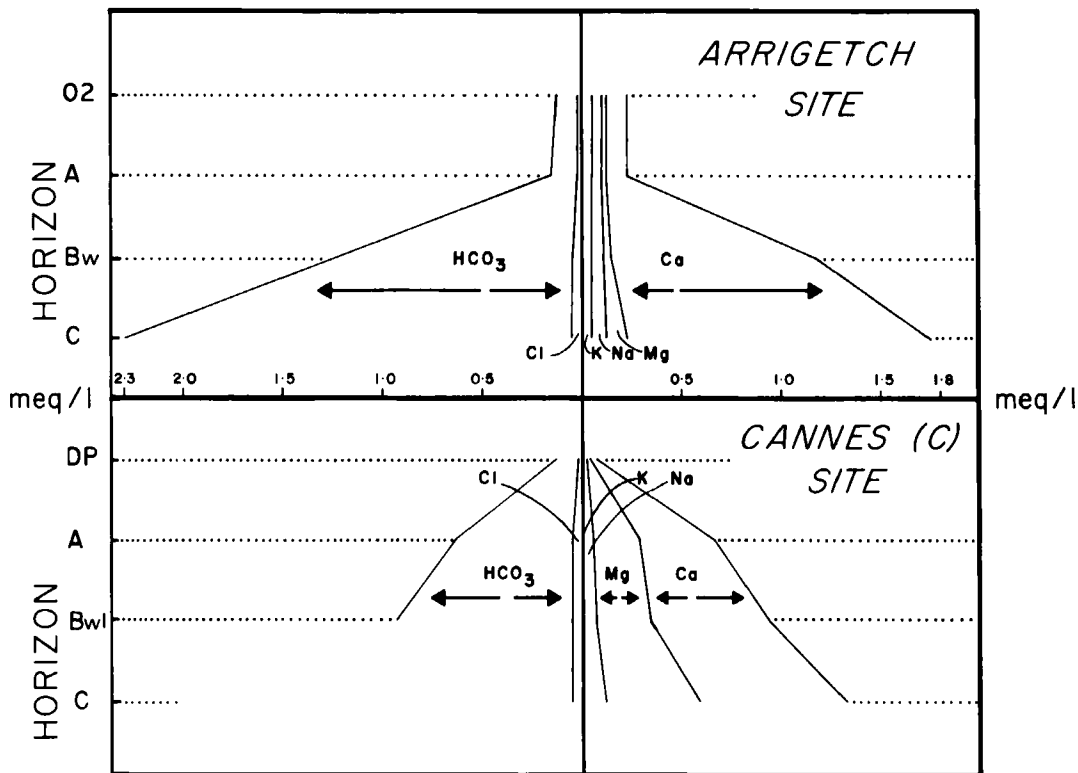 ARRIGETCH
SITE
HORIZON
O2
A
Bw
C
HCO3
Ca
Cl
K
Na
Mg
meq/l
2·3
2·0
1·5
1·0
0·5
0·5
1·0
1·5
1·8
meq/l
CANNES (C)
SITE
HORIZON
DP
A
Bw1
C
Cl
K
Na
HCO3
Mg
Ca